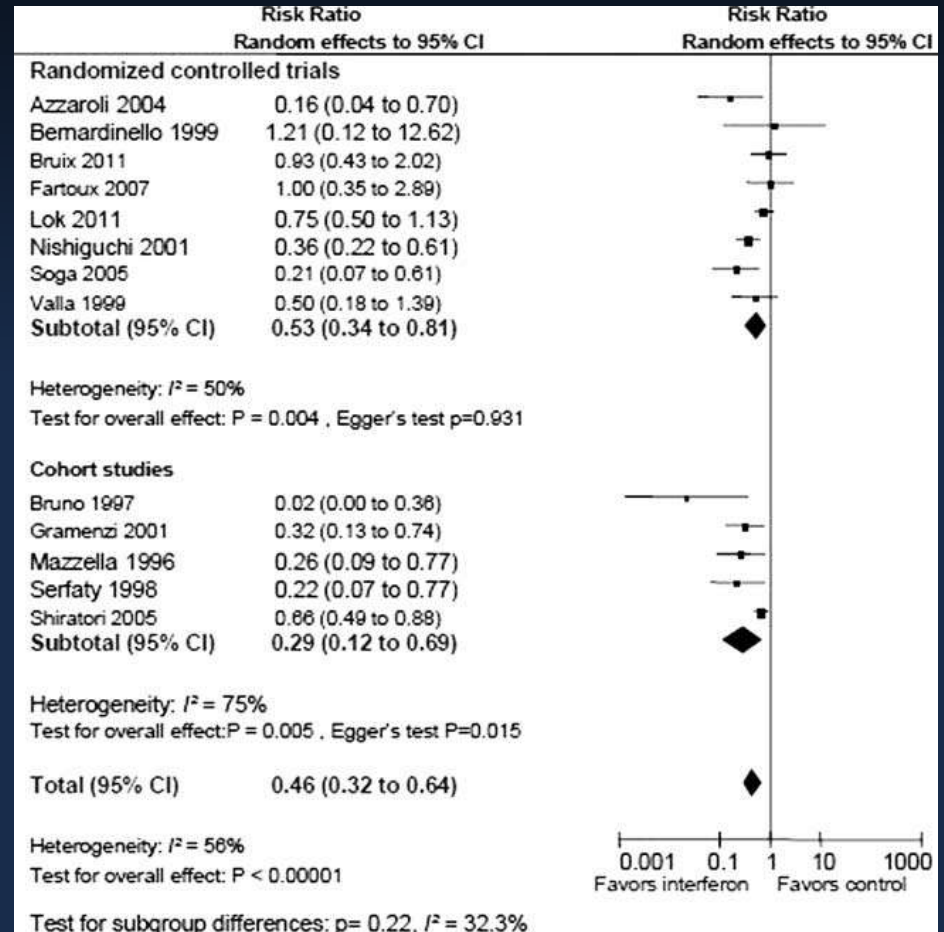 Risk Ratio Risk Ratio
Random effects to 95% CI Random effects to 95% CI
Randomized controlled trials
Azzaroli 2004 0.16 (0.04 to 0.70)
Bernardinello 1999 1.21 (0.12 to 12.62)
Bruix 2011 0.93 (0.43 to 2.02)
Fartoux 2007 1.00 (0.35 to 2.89)
Lok 2011 0.75 (0.50 to 1.13)
Nishiguchi 2001 0.36 (0.22 to 0.61)
Soga 2005 0.21 (0.07 to 0.61)
Valla 1999 0.50 (0.18 to 1.39)
Subtotal (95% CI) 0.53 (0.34 to 0.81)
Heterogeneity: I² = 50%
Test for overall effect: P = 0.004 , Egger's test p=0.931
Cohort studies
Bruno 1997 0.02 (0.00 to 0.36)
Gramenzi 2001 0.32 (0.13 to 0.74)
Mazzella 1996 0.26 (0.09 to 0.77)
Serfaty 1998 0.22 (0.07 to 0.77)
Shiratori 2005 0.66 (0.49 to 0.88)
Subtotal (95% CI) 0.29 (0.12 to 0.69)
Heterogeneity: I² = 75%
Test for overall effect:P = 0.005 , Egger's test P=0.015
Total (95% CI) 0.46 (0.32 to 0.64)
Heterogeneity: I² = 56%
Test for overall effect: P < 0.00001
0.001 0.1 1 10 1000
Favors interferon Favors control
Test for subgroup differences: p= 0.22, I² = 32.3%